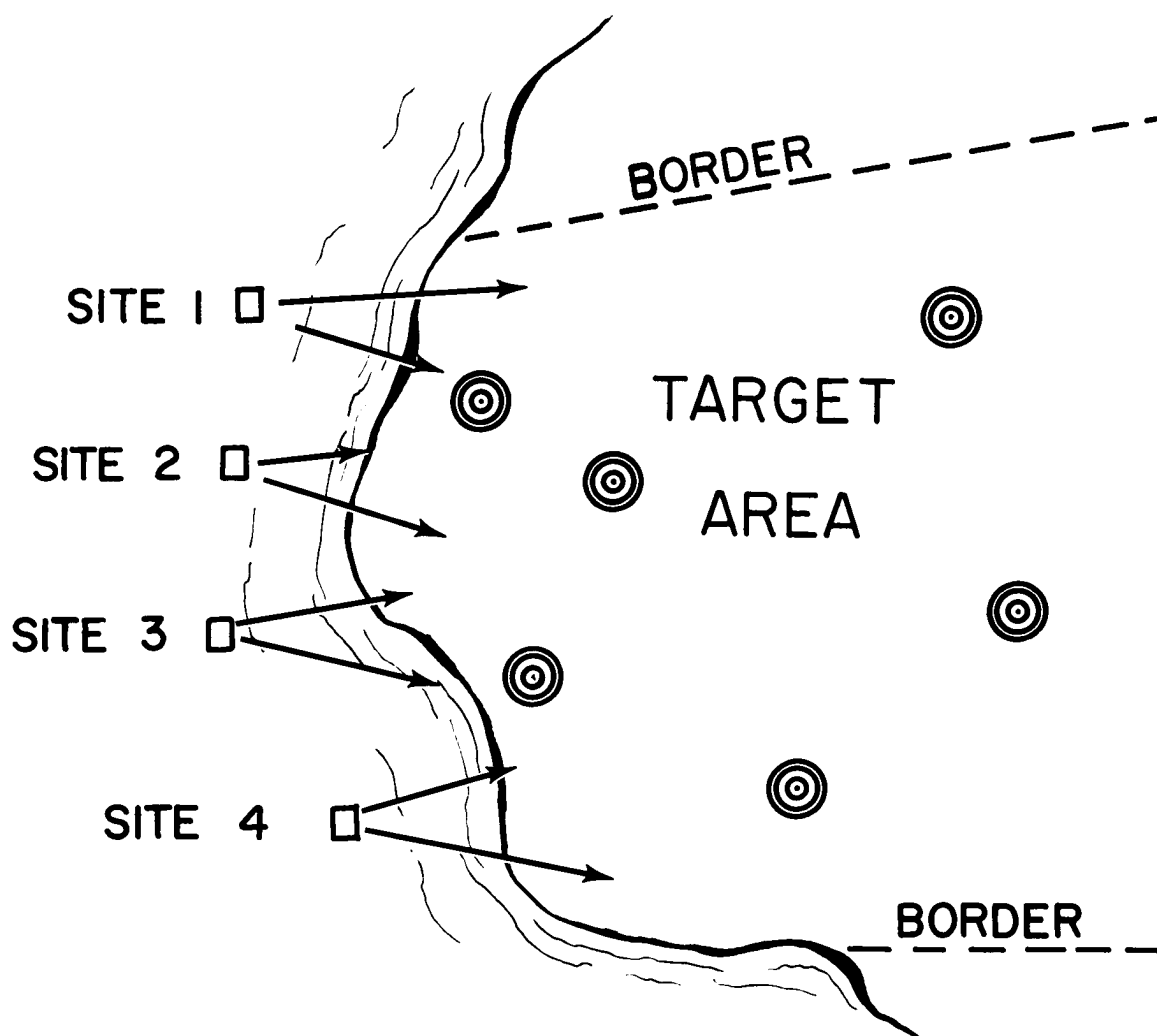 BORDER
SITE 1
TARGET
SITE 2
AREA
SITE 3
SITE 4
BORDER